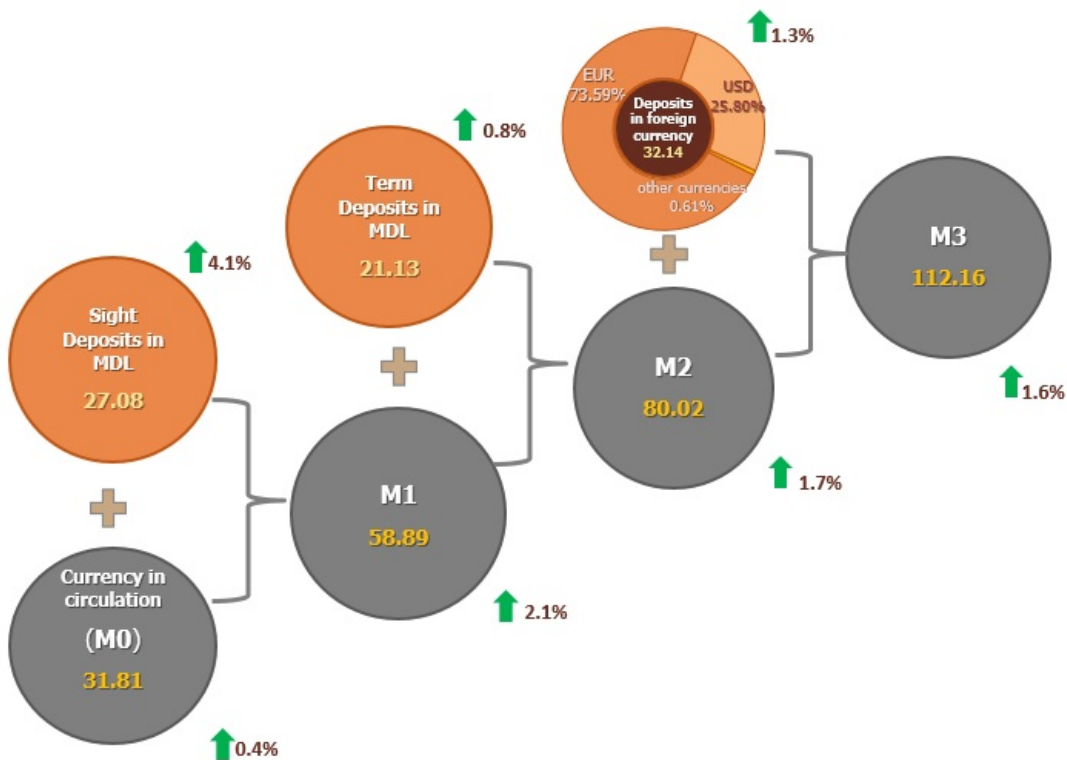 1.3%
EUR
73.59%
USD
25.80%
Deposits
in foreign
currency
32.14
other currencies
0.61%
0.8%
Term
Deposits in
MDL
21.13
M3
112.16
4.1%
Sight
Deposits in
MDL
27.08
M2
80.02
1.6%
1.7%
M1
58.89
2.1%
Currency in
circulation
(M0)
31.81
0.4%